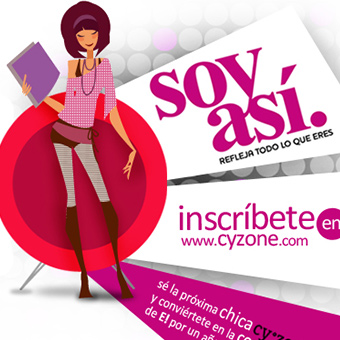 soy
así.
REFLEJA TODO LO QUE ERES
inscríbete en
www.cyzone.com
sé la próxima chica
y conviértete en la
de El por un